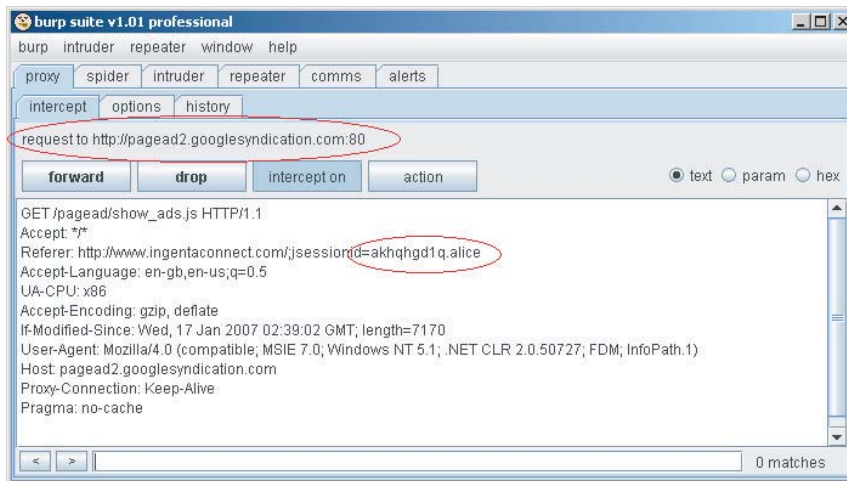 burp suite v1.01 professional
burp intruder repeater window help
proxy spider intruder repeater comms alerts
intercept options history
request to http://pagead2.googlesyndication.com:80
forward drop intercept on action text param hex
GET /pagead/show_ads.js HTTP/1.1
Accept: */*
Referer: http://www.ingentaconnect.com/;jsessionid=akhqhgd1q.alice
Accept-Language: en-gb,en-us;q=0.5
UA-CPU: x86
Accept-Encoding: gzip, deflate
If-Modified-Since: Wed, 17 Jan 2007 02:39:02 GMT; length=7170
User-Agent: Mozilla/4.0 (compatible; MSIE 7.0; Windows NT 5.1; .NET CLR 2.0.50727; FDM; InfoPath.1)
Host: pagead2.googlesyndication.com
Proxy-Connection: Keep-Alive
Pragma: no-cache
< > 0 matches